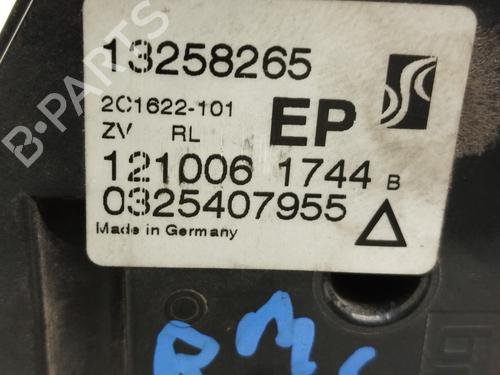 13258265
2C1622-101
EP
ZV RL
121006 1744 B
0325407955
Made in Germany
B-PARTS